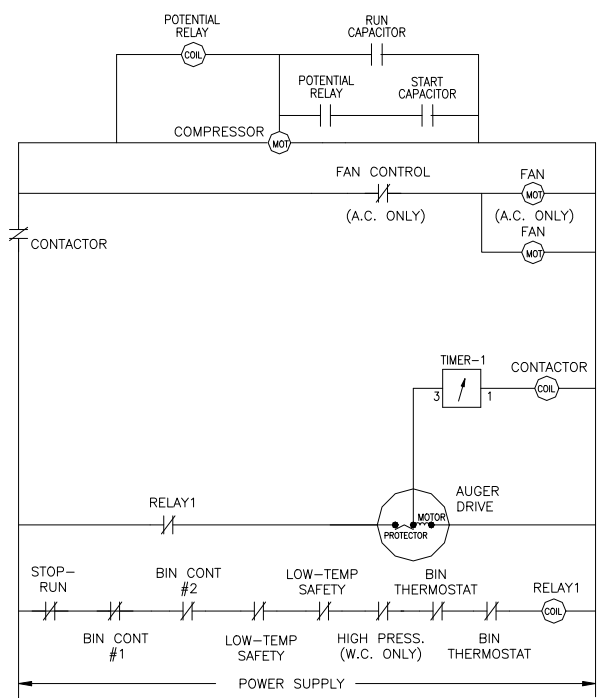 POTENTIAL
RELAY
COIL
RUN
CAPACITOR
POTENTIAL
RELAY
START
CAPACITOR
COMPRESSOR
MOT
FAN CONTROL
(A.C. ONLY)
FAN
MOT
(A.C. ONLY)
FAN
MOT
CONTACTOR
TIMER-1
3
1
CONTACTOR
COIL
RELAY1
AUGER
DRIVE
MOTOR
PROTECTOR
STOP-
RUN
BIN CONT
#1
BIN CONT
#2
LOW-TEMP
SAFETY
LOW-TEMP
SAFETY
HIGH PRESS.
(W.C. ONLY)
BIN
THERMOSTAT
BIN
THERMOSTAT
RELAY1
COIL
POWER SUPPLY